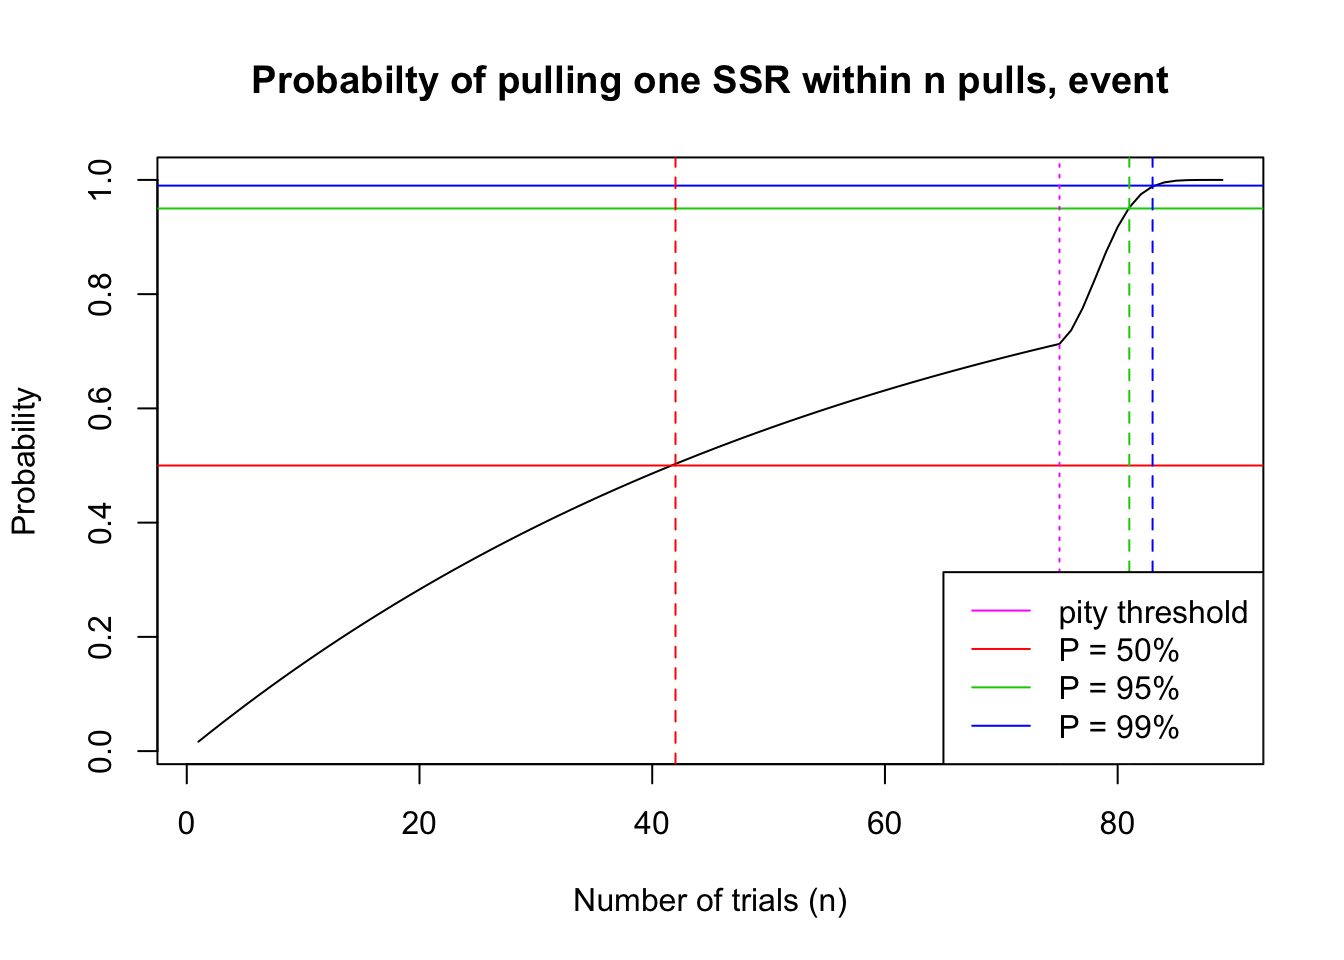 Probabilty of pulling one SSR within n pulls, event
Probability
1.0
0.8
0.6
0.4
0.2
0.0
pity threshold
P = 50%
P = 95%
P = 99%
0 20 40 60 80
Number of trials (n)